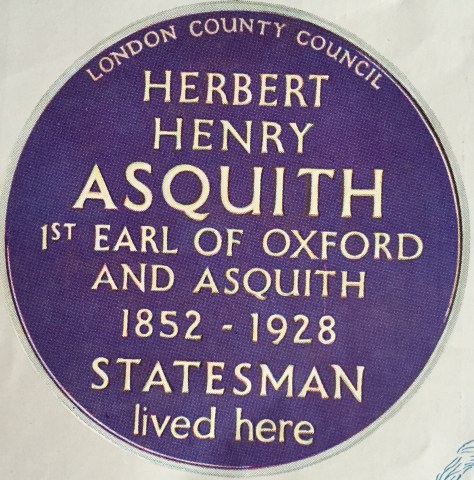 LONDON COUNTY COUNCIL
HERBERT
HENRY
ASQUITH
1ST EARL OF OXFORD
AND ASQUITH
1852 - 1928
STATESMAN
lived here